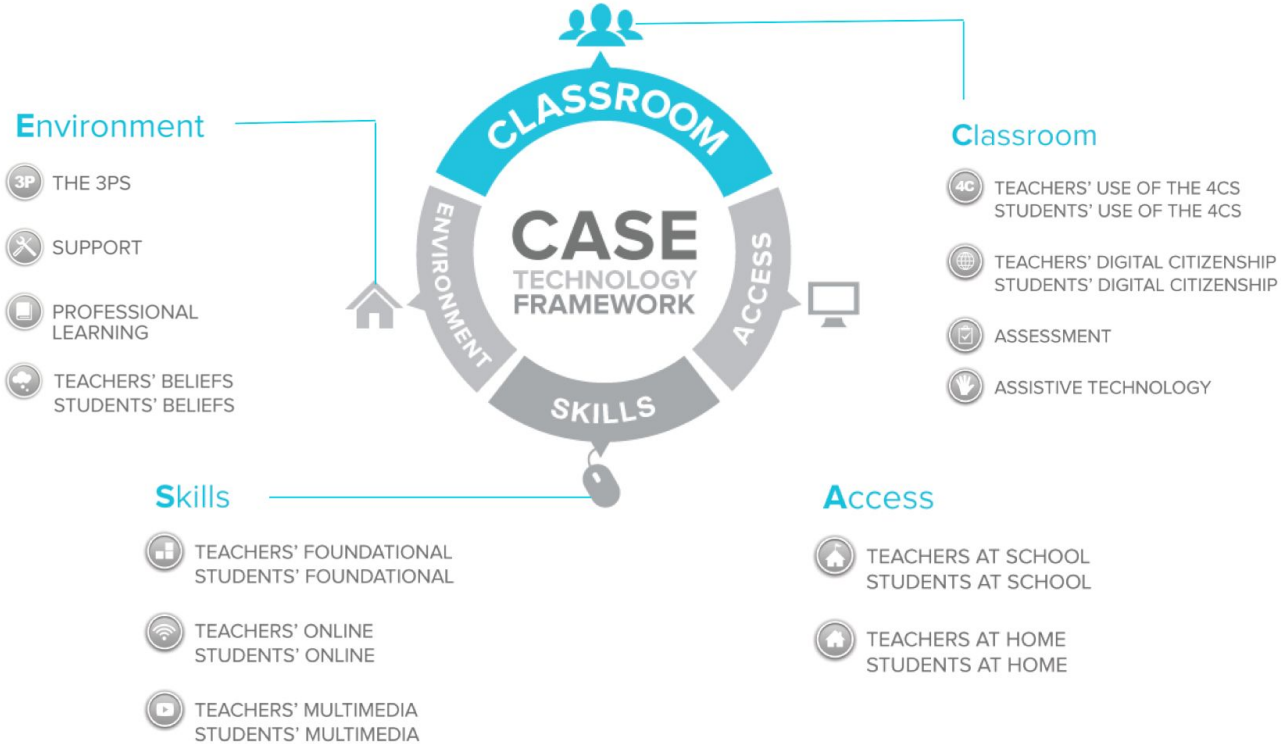 CLASSROOM
ENVIRONMENT
ACCESS
SKILLS
CASE
TECHNOLOGY
FRAMEWORK
Environment
3P THE 3PS
SUPPORT
PROFESSIONAL
LEARNING
TEACHERS’ BELIEFS
STUDENTS’ BELIEFS
Classroom
4C TEACHERS’ USE OF THE 4CS
STUDENTS’ USE OF THE 4CS
TEACHERS’ DIGITAL CITIZENSHIP
STUDENTS’ DIGITAL CITIZENSHIP
ASSESSMENT
ASSISTIVE TECHNOLOGY
Skills
TEACHERS’ FOUNDATIONAL
STUDENTS’ FOUNDATIONAL
TEACHERS’ ONLINE
STUDENTS’ ONLINE
TEACHERS’ MULTIMEDIA
STUDENTS’ MULTIMEDIA
Access
TEACHERS AT SCHOOL
STUDENTS AT SCHOOL
TEACHERS AT HOME
STUDENTS AT HOME